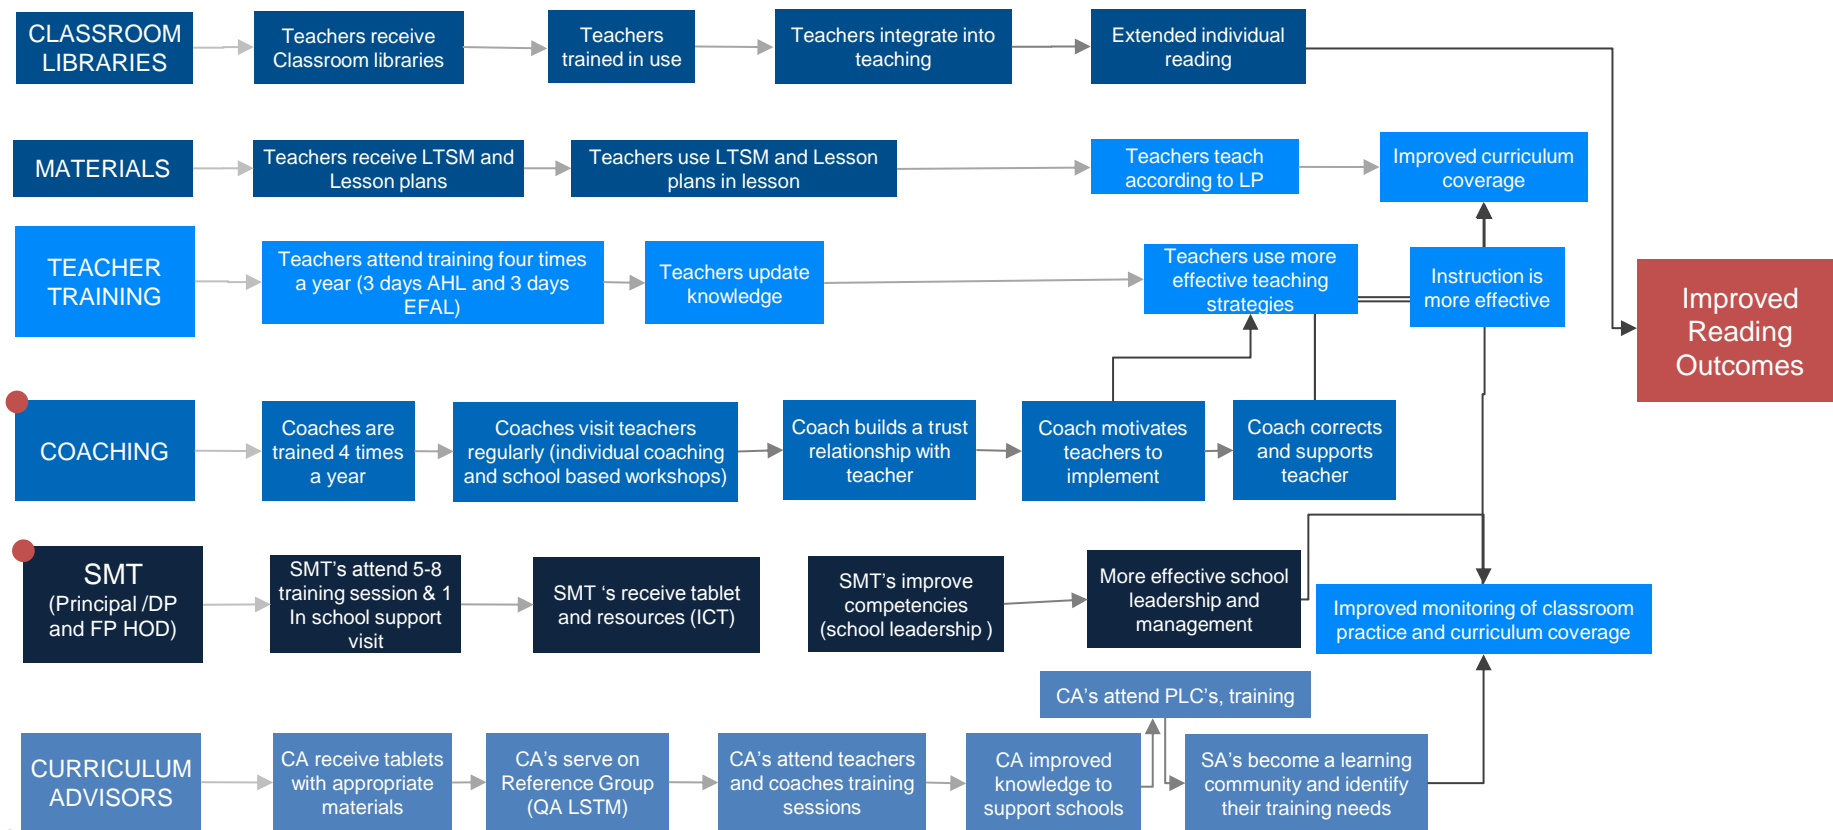 CLASSROOM
LIBRARIES
Teachers receive
Classroom libraries
Teachers
trained in use
Teachers integrate into
teaching
Extended individual
reading
MATERIALS
Teachers receive LTSM and
Lesson plans
Teachers use LTSM and Lesson
plans in lesson
Teachers teach
according to LP
Improved curriculum
coverage
TEACHER
TRAINING
Teachers attend training four times
a year (3 days AHL and 3 days
EFAL)
Teachers update
knowledge
Teachers use more
effective teaching
strategies
Instruction is
more effective
Improved
Reading
Outcomes
COACHING
Coaches are
trained 4 times
a year
Coaches visit teachers
regularly (individual coaching
and school based workshops)
Coach builds a trust
relationship with
teacher
Coach motivates
teachers to
implement
Coach corrects
and supports
teacher
SMT
(Principal /DP
and FP HOD)
SMT's attend 5-8
training session & 1
In school support
visit
SMT 's receive tablet
and resources (ICT)
SMT's improve
competencies
(school leadership )
More effective school
leadership and
management
Improved monitoring of classroom
practice and curriculum coverage
CA's attend PLC's, training
CURRICULUM
ADVISORS
CA receive tablets
with appropriate
materials
CA's serve on
Reference Group
(QA LSTM)
CA's attend teachers
and coaches training
sessions
CA improved
knowledge to
support schools
SA's become a learning
community and identify
their training needs